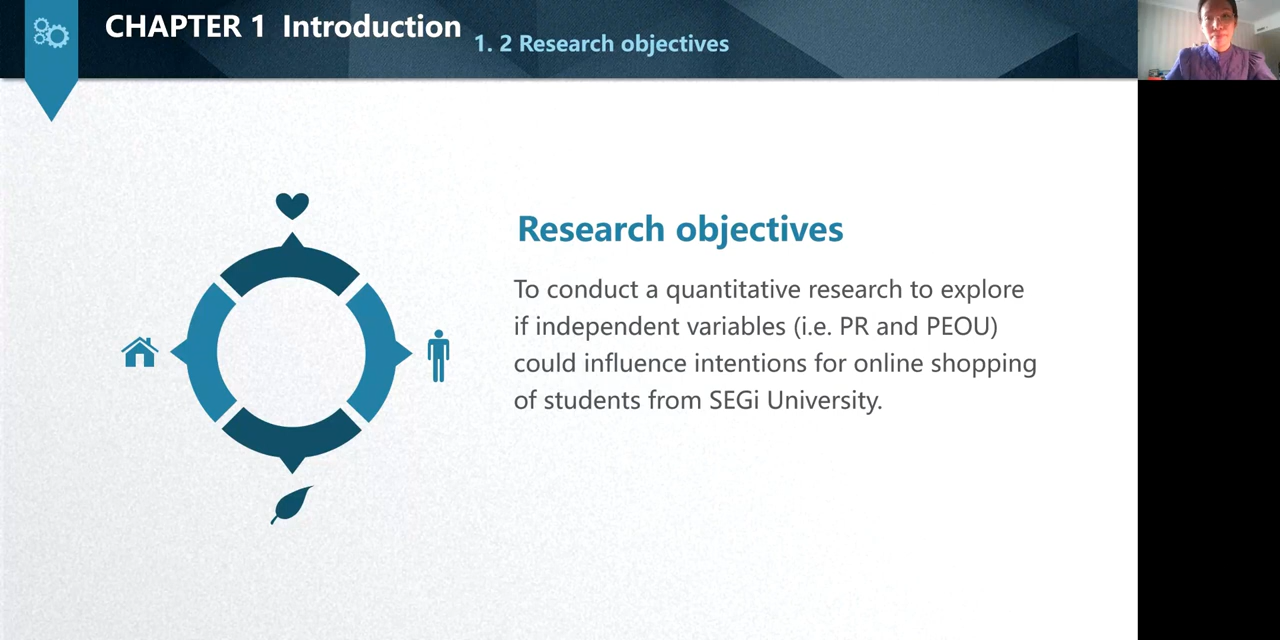 CHAPTER 1 Introduction
1. 2 Research objectives
Research objectives
To conduct a quantitative research to explore
if independent variables (i.e. PR and PEOU)
could influence intentions for online shopping
of students from SEGi University.